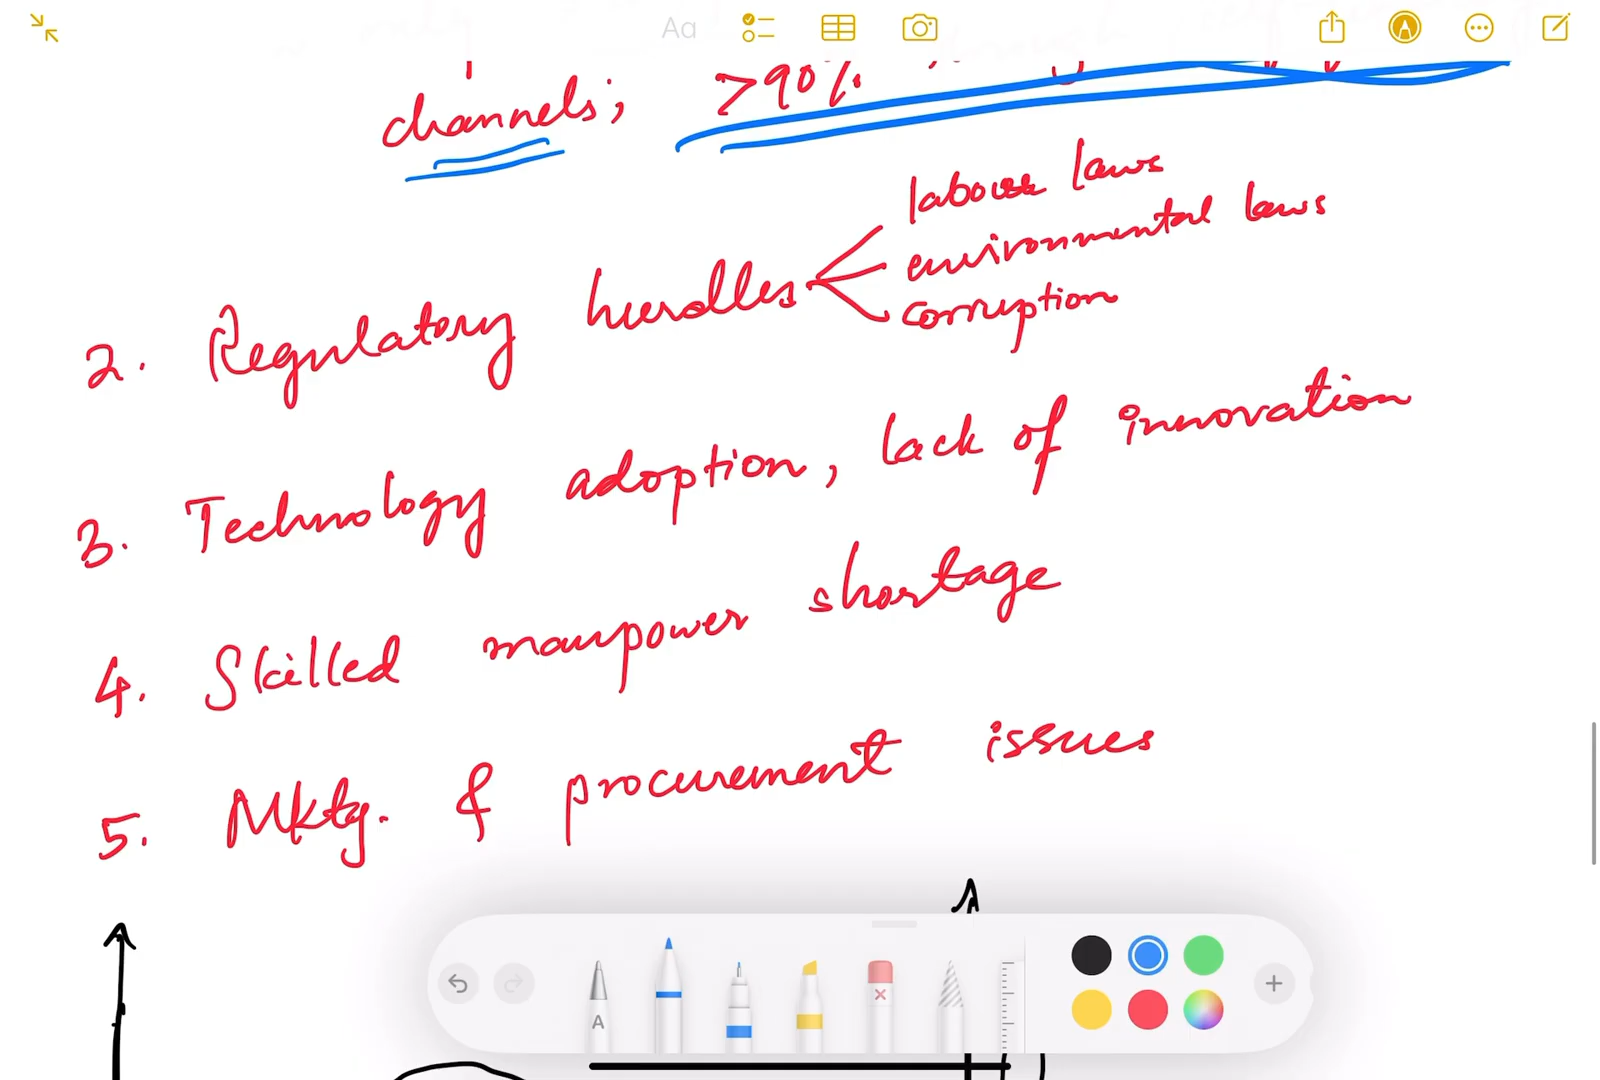 Aa
channels; >90%
2. Regulatory hurdles
labour laws
environmental laws
corruption
3. Technology adoption, lack of innovation
4. Skilled manpower shortage
5. Mktg. & procurement issues
A